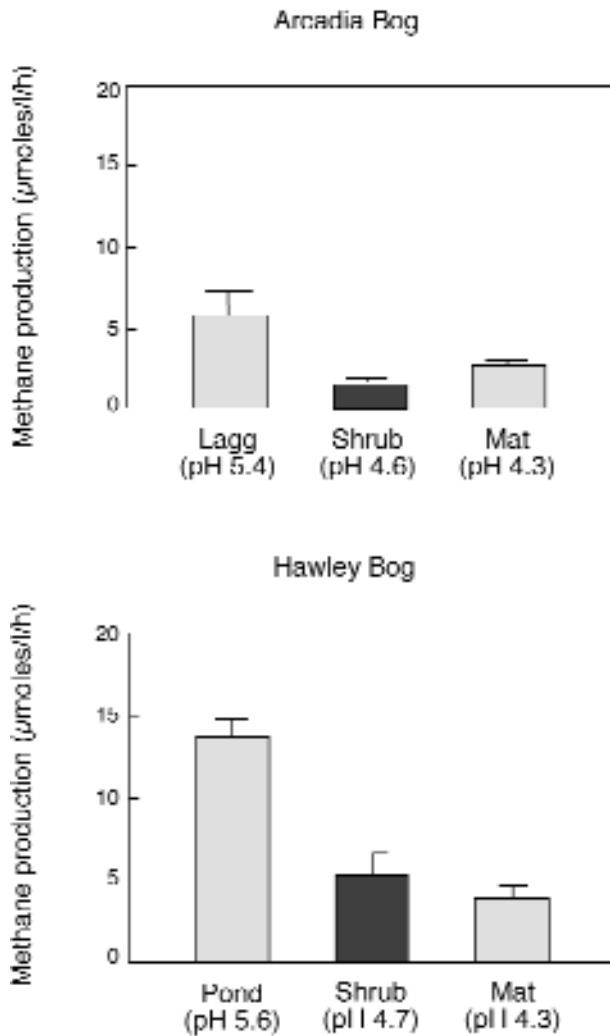 Arcadia Bog
Methane production (µmoles/l/h)
20
15
10
5
0
Lagg
(pH 5.4)
Shrub
(pH 4.6)
Mat
(pH 4.3)
Hawley Bog
Methane production (µmoles/l/h)
20
15
10
5
0
Pond
(pH 5.6)
Shrub
(pH 4.7)
Mat
(pH 4.3)